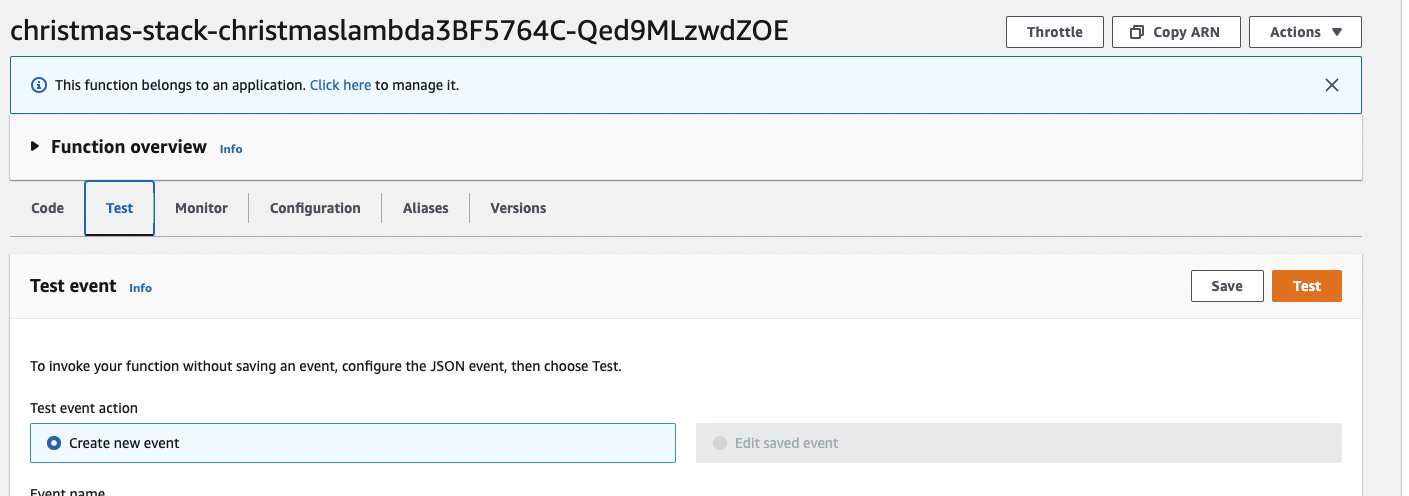 christmas-stack-christmaslambda3BF5764C-Qed9MLzwdZOE
Throttle
Copy ARN
Actions
This function belongs to an application. Click here to manage it.
Function overview Info
Code
Test
Monitor
Configuration
Aliases
Versions
Test event Info
Save
Test
To invoke your function without saving an event, configure the JSON event, then choose Test.
Test event action
Create new event
Edit saved event
Event name